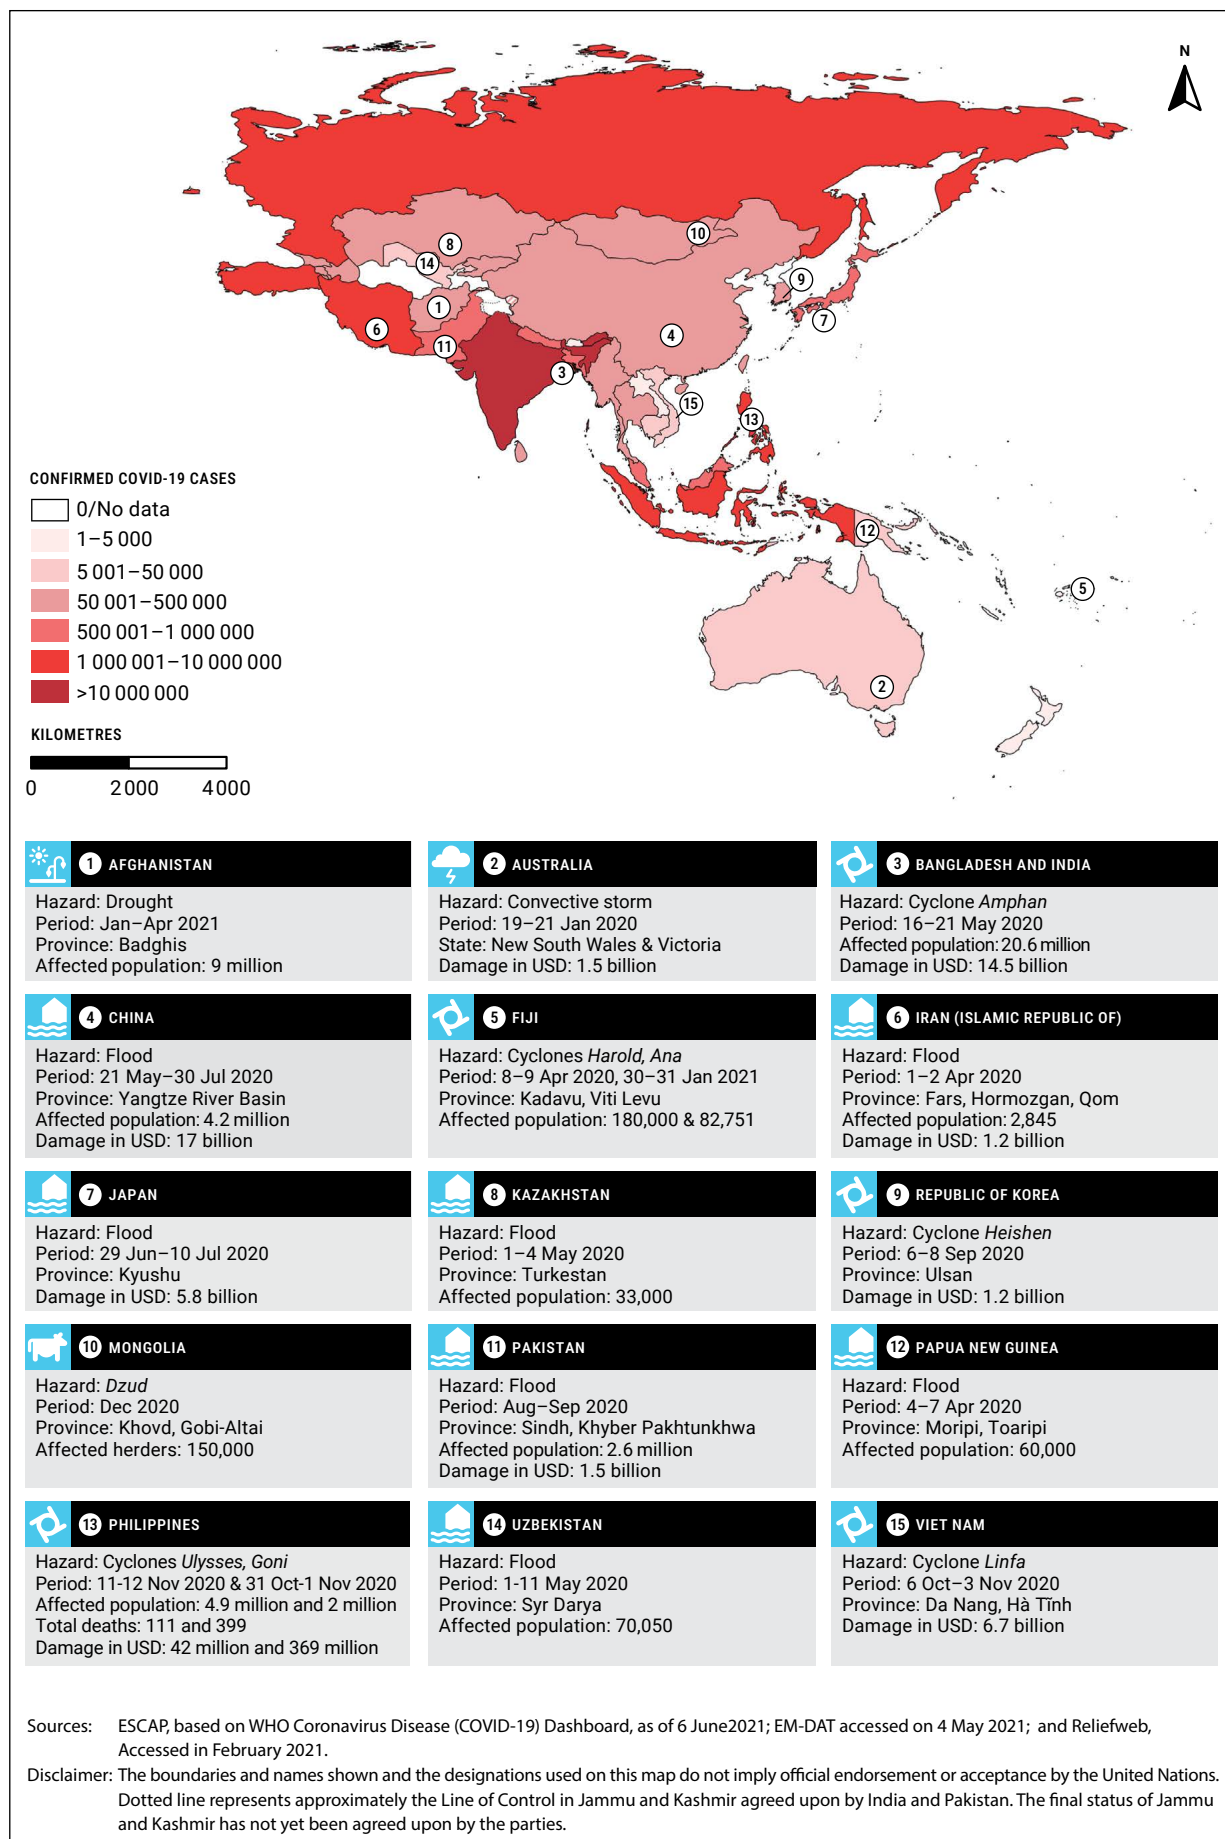 N
8
10
14
9
1
6
7
4
11
3
15
13
12
5
2
CONFIRMED COVID-19 CASES
0/No data
1–5 000
5 001–50 000
50 001–500 000
500 001–1 000 000
1 000 001–10 000 000
>10 000 000
KILOMETRES
0 2 000 4 000
1 AFGHANISTAN
Hazard: Drought
Period: Jan–Apr 2021
Province: Badghis
Affected population: 9 million
2 AUSTRALIA
Hazard: Convective storm
Period: 19–21 Jan 2020
State: New South Wales & Victoria
Damage in USD: 1.5 billion
3 BANGLADESH AND INDIA
Hazard: Cyclone Amphan
Period: 16–21 May 2020
Affected population: 20.6 million
Damage in USD: 14.5 billion
4 CHINA
Hazard: Flood
Period: 21 May–30 Jul 2020
Province: Yangtze River Basin
Affected population: 4.2 million
Damage in USD: 17 billion
5 FIJI
Hazard: Cyclones Harold, Ana
Period: 8–9 Apr 2020, 30–31 Jan 2021
Province: Kadavu, Viti Levu
Affected population: 180,000 & 82,751
6 IRAN (ISLAMIC REPUBLIC OF)
Hazard: Flood
Period: 1–2 Apr 2020
Province: Fars, Hormozgan, Qom
Affected population: 2,845
Damage in USD: 1.2 billion
7 JAPAN
Hazard: Flood
Period: 29 Jun–10 Jul 2020
Province: Kyushu
Damage in USD: 5.8 billion
8 KAZAKHSTAN
Hazard: Flood
Period: 1–4 May 2020
Province: Turkestan
Affected population: 33,000
9 REPUBLIC OF KOREA
Hazard: Cyclone Heishen
Period: 6–8 Sep 2020
Province: Ulsan
Damage in USD: 1.2 billion
10 MONGOLIA
Hazard: Dzud
Period: Dec 2020
Province: Khovd, Gobi-Altai
Affected herders: 150,000
11 PAKISTAN
Hazard: Flood
Period: Aug–Sep 2020
Province: Sindh, Khyber Pakhtunkhwa
Affected population: 2.6 million
Damage in USD: 1.5 billion
12 PAPUA NEW GUINEA
Hazard: Flood
Period: 4–7 Apr 2020
Province: Moripi, Toaripi
Affected population: 60,000
13 PHILIPPINES
Hazard: Cyclones Ulysses, Goni
Period: 11-12 Nov 2020 & 31 Oct-1 Nov 2020
Affected population: 4.9 million and 2 million
Total deaths: 111 and 399
Damage in USD: 42 million and 369 million
14 UZBEKISTAN
Hazard: Flood
Period: 1-11 May 2020
Province: Syr Darya
Affected population: 70,050
15 VIET NAM
Hazard: Cyclone Linfa
Period: 6 Oct–3 Nov 2020
Province: Da Nang, Hà Tĩnh
Damage in USD: 6.7 billion
Sources: ESCAP, based on WHO Coronavirus Disease (COVID-19) Dashboard, as of 6 June2021; EM-DAT accessed on 4 May 2021; and Reliefweb,
Accessed in February 2021.
Disclaimer: The boundaries and names shown and the designations used on this map do not imply official endorsement or acceptance by the United Nations.
Dotted line represents approximately the Line of Control in Jammu and Kashmir agreed upon by India and Pakistan. The final status of Jammu
and Kashmir has not yet been agreed upon by the parties.